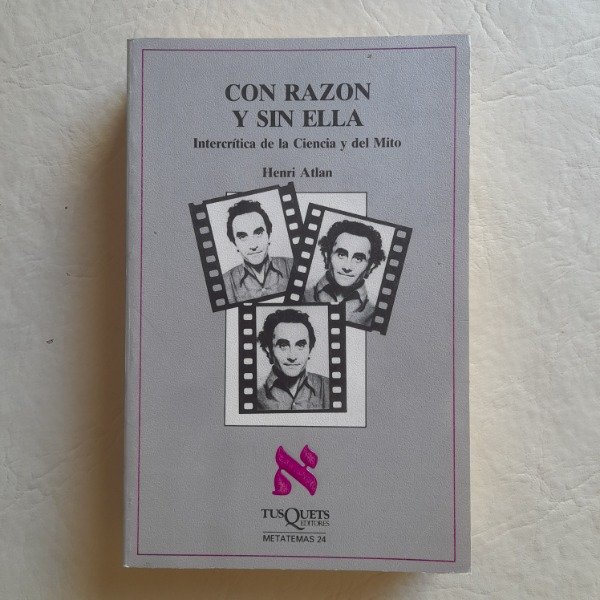 CON RAZON
Y SIN ELLA
Intercrítica de la Ciencia y del Mito
Henri Atlan
א
TUSQUETS
EDITORES
METATEMAS 24